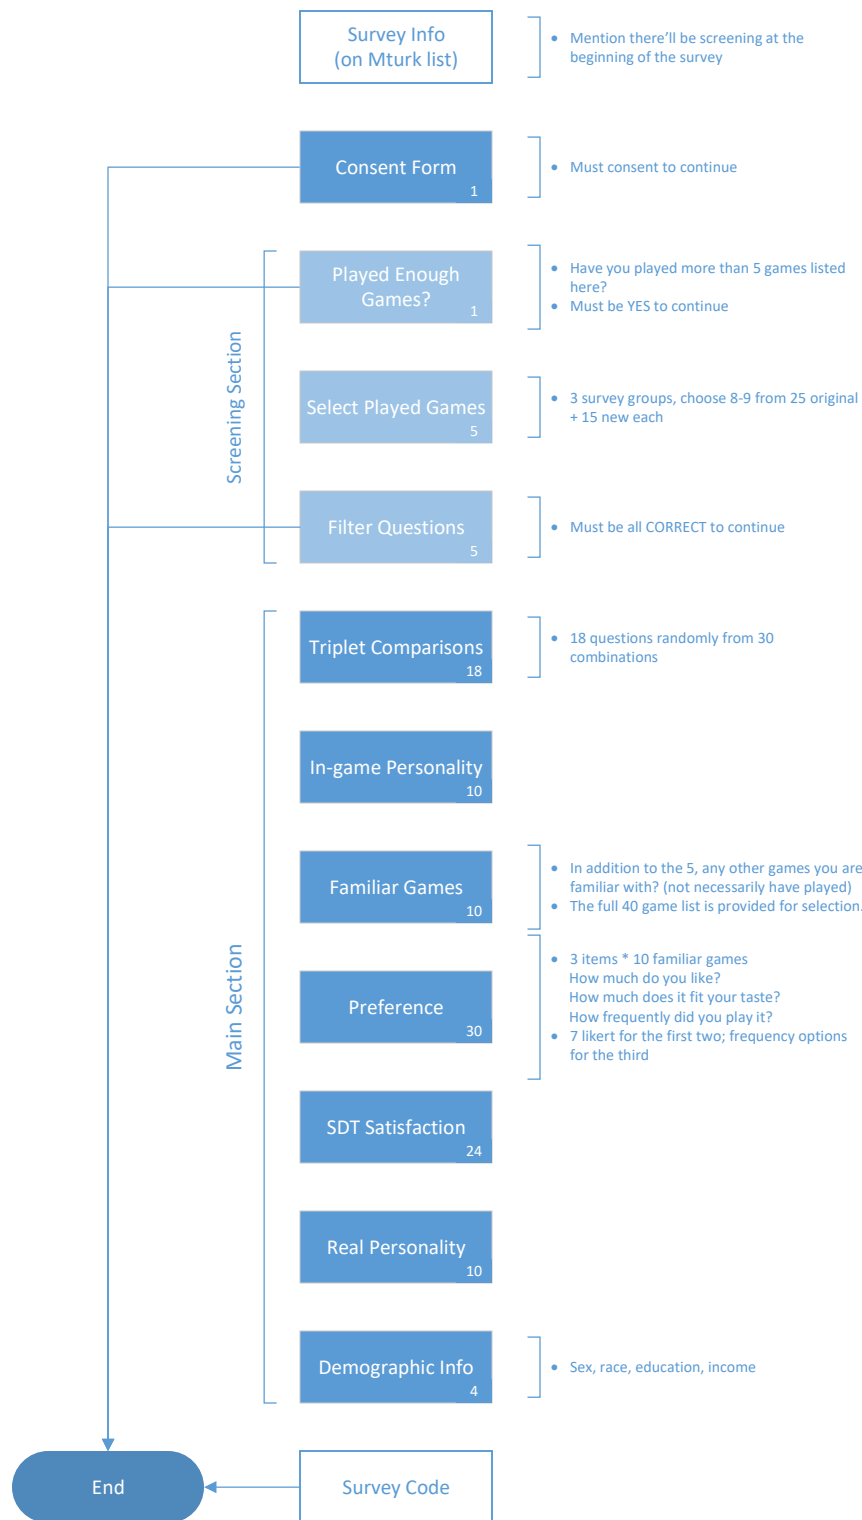 Survey Info
(on Mturk list)
• Mention there'll be screening at the
beginning of the survey
Consent Form
1
• Must consent to continue
Screening Section
Played Enough
Games?
1
• Have you played more than 5 games listed
here?
• Must be YES to continue
Select Played Games
5
• 3 survey groups, choose 8-9 from 25 original
+ 15 new each
Filter Questions
5
• Must be all CORRECT to continue
Main Section
Triplet Comparisons
18
• 18 questions randomly from 30
combinations
In-game Personality
10
Familiar Games
10
• In addition to the 5, any other games you are
familiar with? (not necessarily have played)
• The full 40 game list is provided for selection.
Preference
30
• 3 items * 10 familiar games
How much do you like?
How much does it fit your taste?
How frequently did you play it?
• 7 likert for the first two; frequency options
for the third
SDT Satisfaction
24
Real Personality
10
Demographic Info
4
• Sex, race, education, income
End
Survey Code